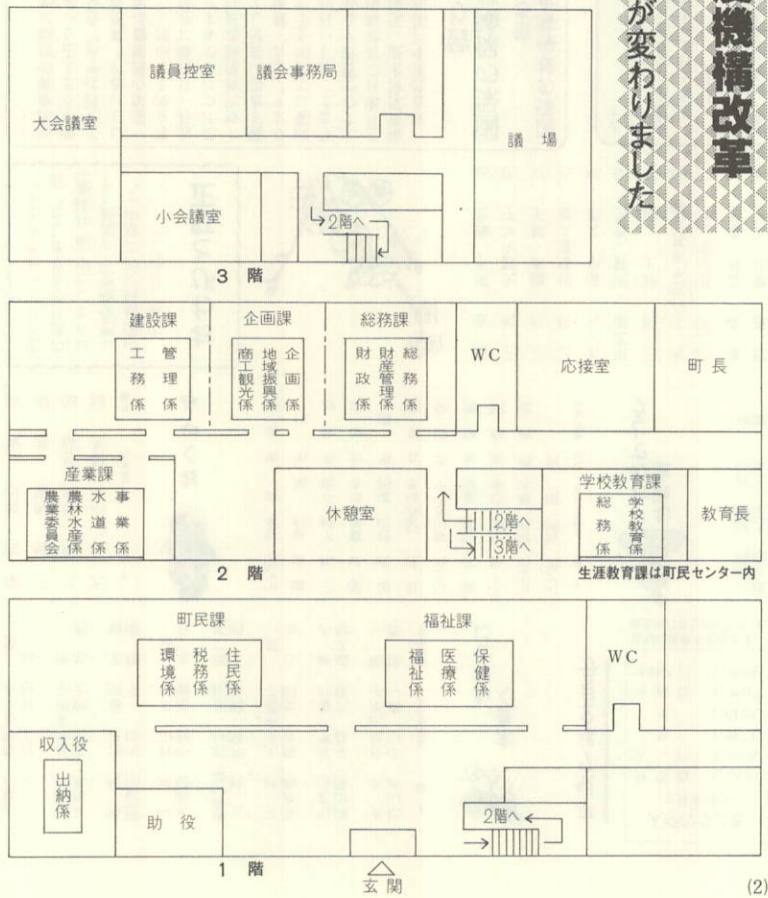 機構改革
が変わりました
議員控室
議会事務局
大会議室
議場
小会議室
2階へ
3階
建設課
企画課
総務課
管理係
工務係
企画係
地域振興係
商工観光係
総務係
財産管理係
財政係
WC
応接室
町長
産業課
事業係
水道係
農林水産係
農業委員会
休憩室
2階へ
3階へ
学校教育課
学校教育係
総務係
教育長
2階
生涯教育課は町民センター内
町民課
福祉課
住民係
税務係
環境係
保健係
医療係
福祉係
WC
収入役
出納係
助役
2階へ
1階
玄関
(2)